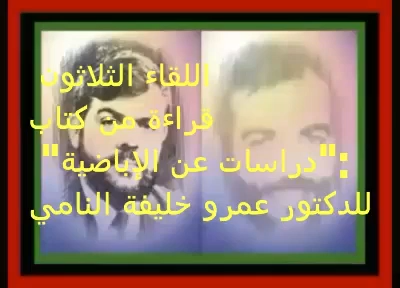 اللقاء الثلاثون
قراءة من كتاب
"دراسات عن الإباضية":
للدكتور عمرو خليفة النامي